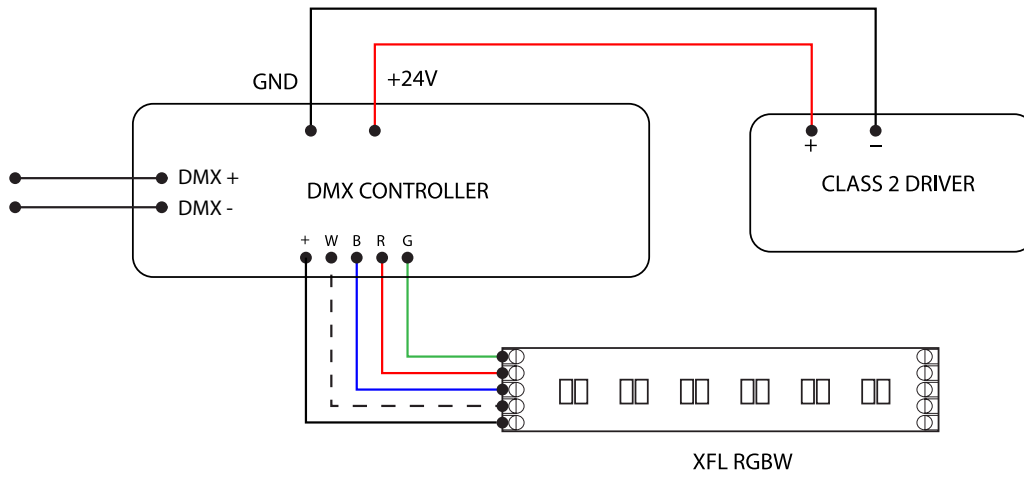 GND
+24V
+ −
DMX +
DMX -
DMX CONTROLLER
CLASS 2 DRIVER
+ W B R G
XFL RGBW